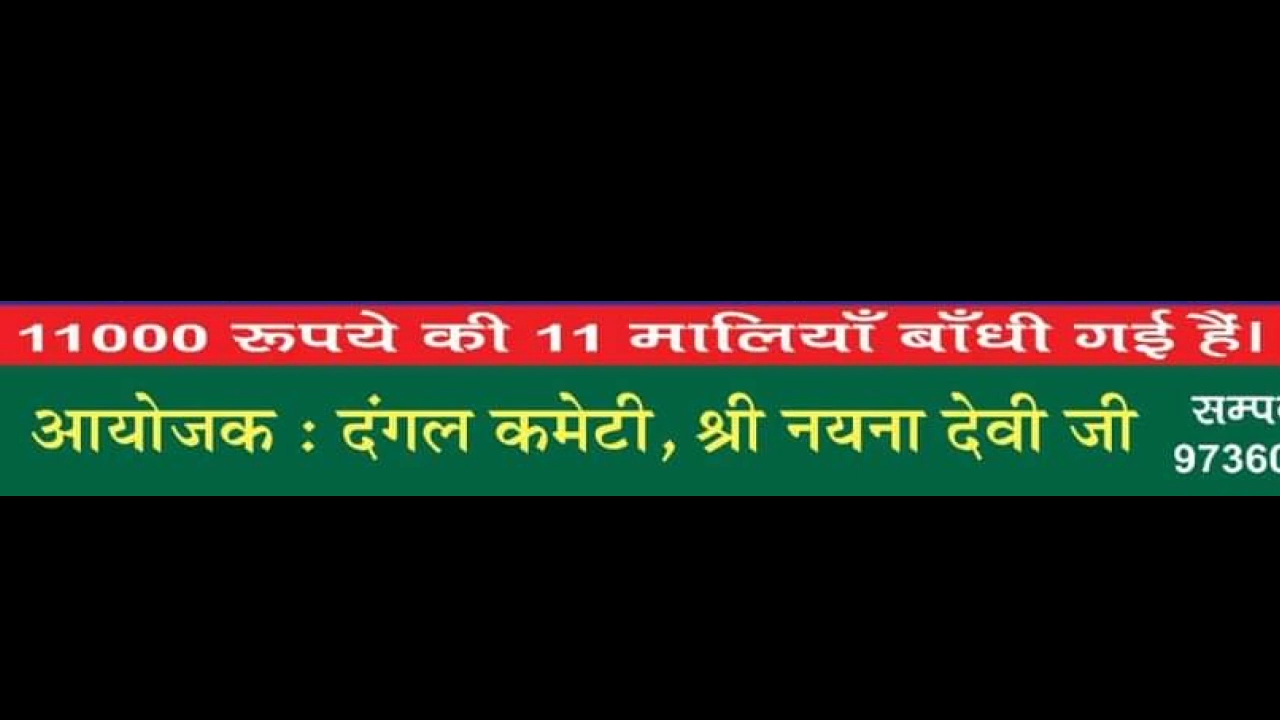 11000 रूपये की 11 मालियाँ बाँधी गई हैं।
आयोजक : दंगल कमेटी, श्री नयना देवी जी